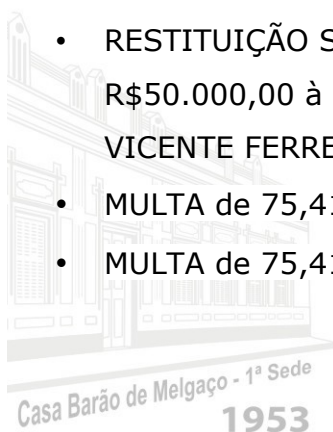 • RESTITUIÇÃO S
R$50.000,00 à
VICENTE FERRE
• MULTA de 75,41
• MULTA de 75,41
Casa Barão de Melgaço - 1ª Sede
1953